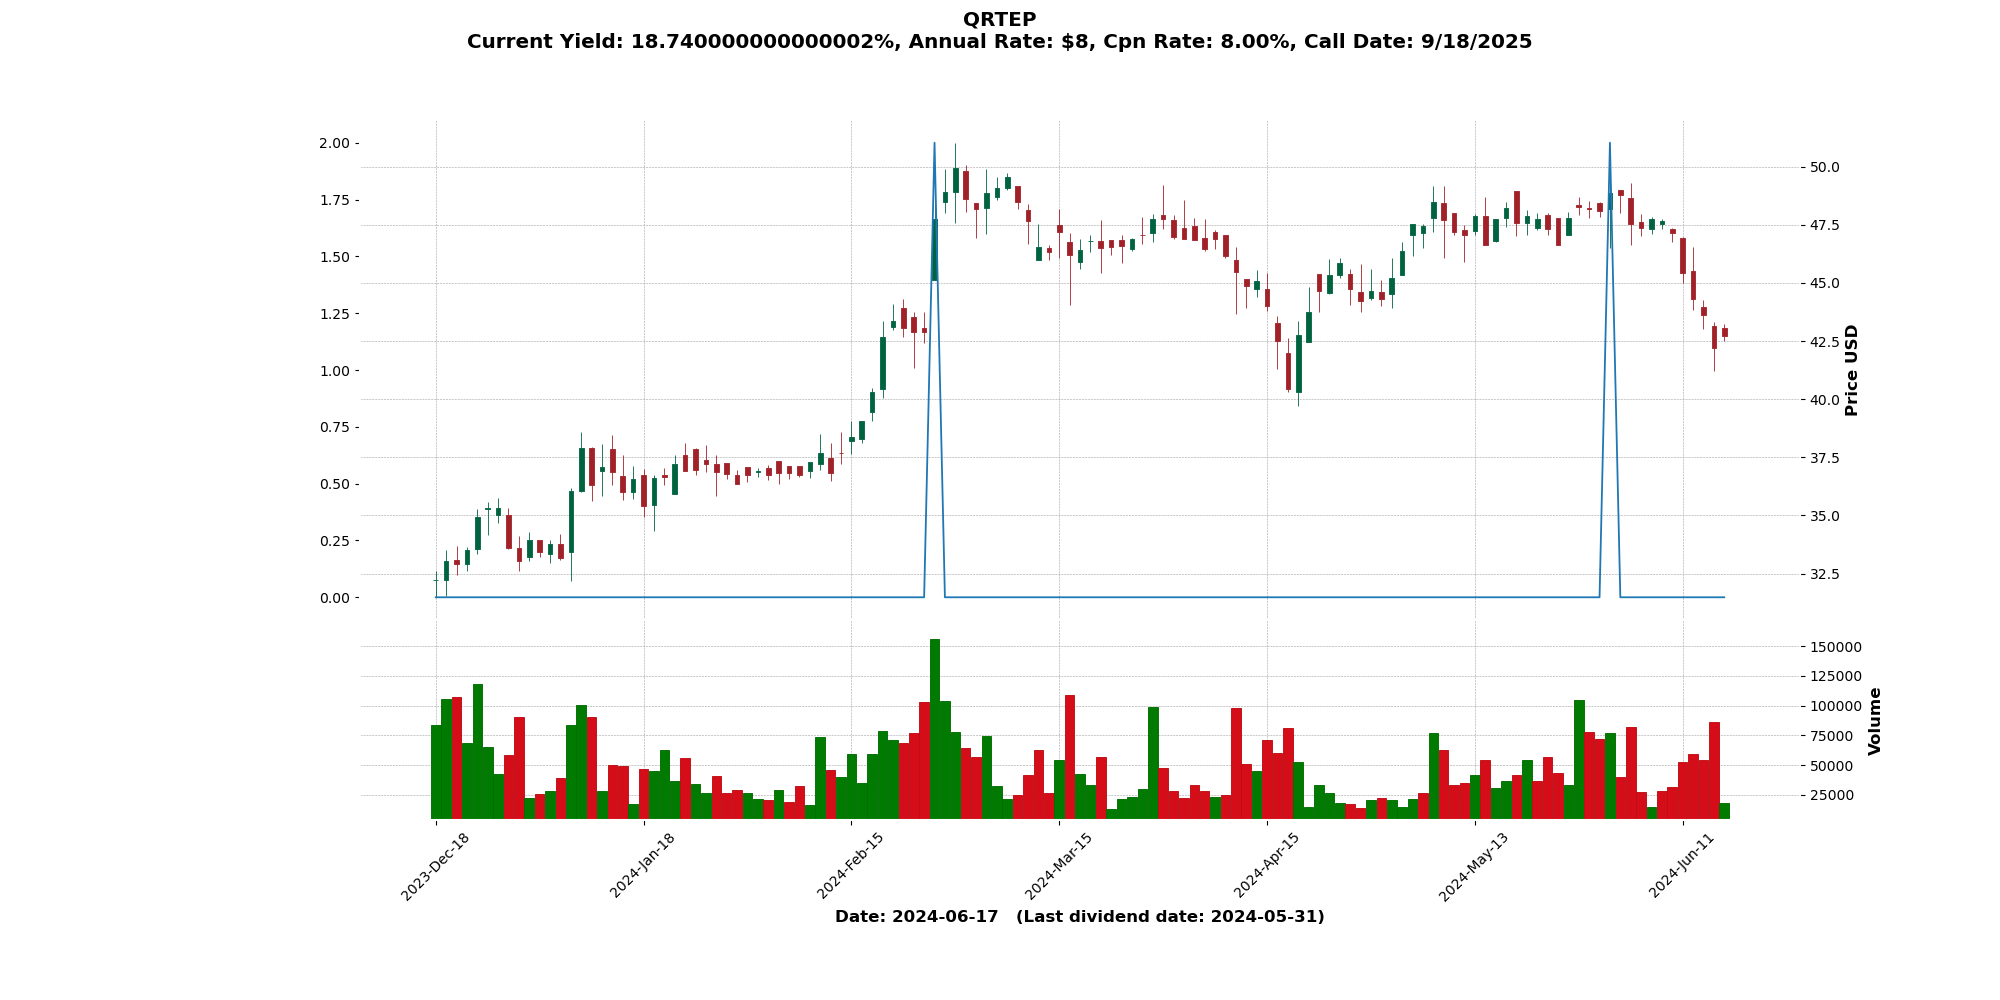 QRTEP
Current Yield: 18.740000000000002%, Annual Rate: $8, Cpn Rate: 8.00%, Call Date: 9/18/2025
2.00
1.75
1.50
1.25
1.00
0.75
0.50
0.25
0.00
50.0
47.5
45.0
42.5
40.0
37.5
35.0
32.5
Price USD
150000
125000
100000
75000
50000
25000
Volume
2023-Dec-18
2024-Jan-18
2024-Feb-15
2024-Mar-15
2024-Apr-15
2024-May-13
2024-Jun-11
Date: 2024-06-17 (Last dividend date: 2024-05-31)